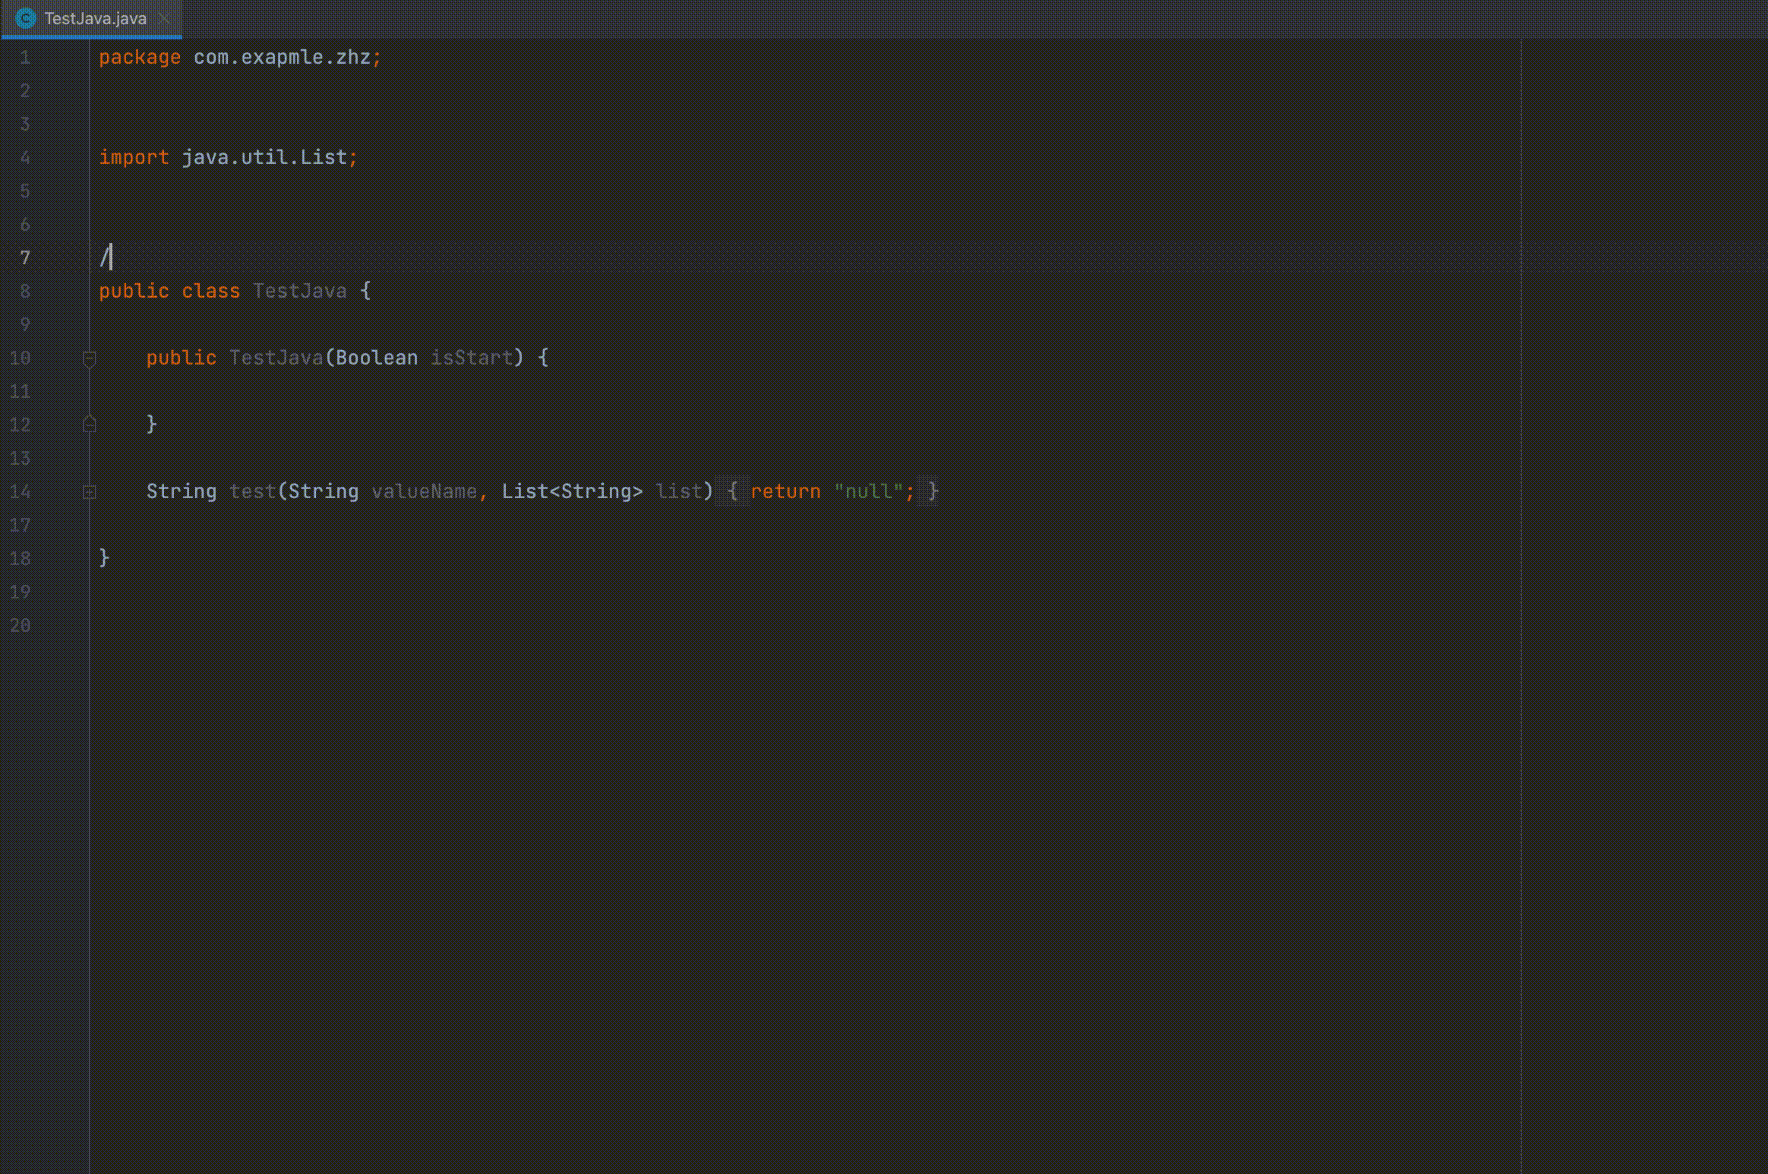 TestJava.java
1 package com.exapmle.zhz;
2
3
4 import java.util.List;
5
6
7 /
8 public class TestJava {
9
10 public TestJava(Boolean isStart) {
11
12 }
13
14 String test(String valueName, List<String> list) { return "null"; }
17
18 }
19
20